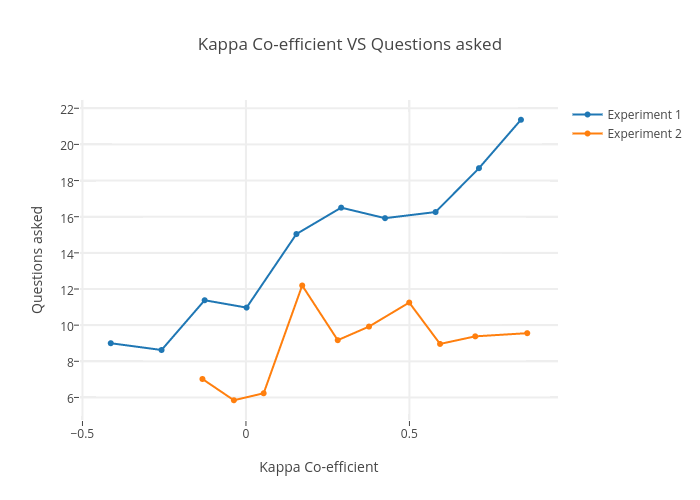 Kappa Co-efficient VS Questions asked
Experiment 1
Experiment 2
Questions asked
22
20
18
16
14
12
10
8
6
−0.5
0
0.5
Kappa Co-efficient